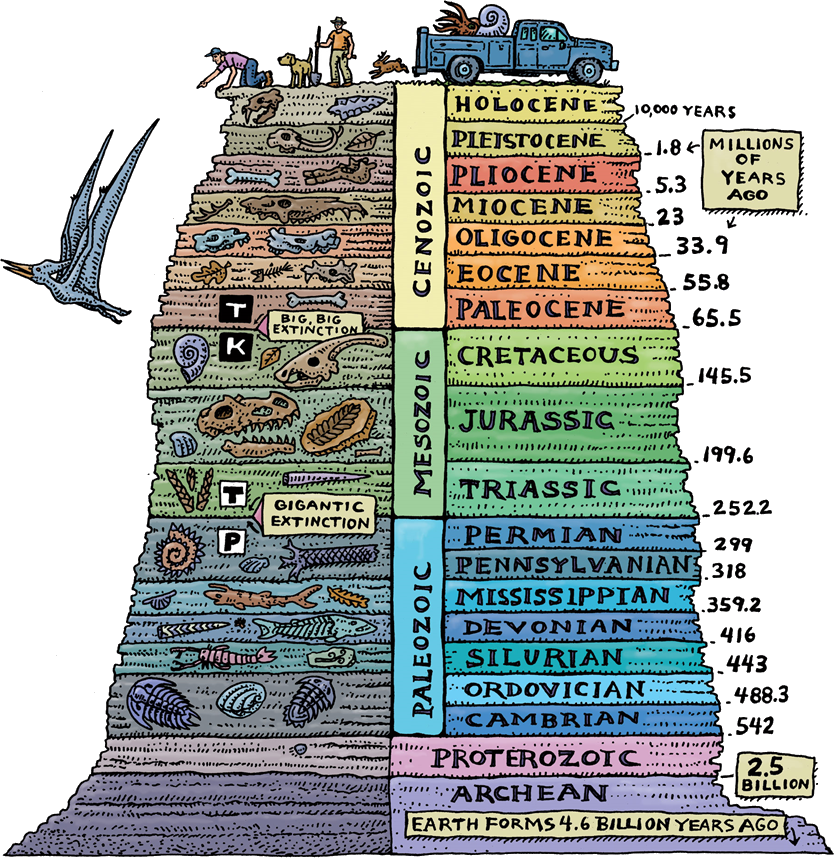 HOLOCENE
10,000 YEARS
PLEISTOCENE
1.8
MILLIONS
OF
YEARS
AGO
PLIOCENE
5.3
MIOCENE
23
OLIGOCENE
33.9
EOCENE
55.8
PALEOCENE
65.5
CENOZOIC
T
BIG, BIG
EXTINCTION
K
CRETACEOUS
145.5
JURASSIC
199.6
TRIASSIC
252.2
MESOZOIC
T
GIGANTIC
EXTINCTION
P
PERMIAN
299
PENNSYLVANIAN
318
MISSISSIPPIAN
359.2
DEVONIAN
416
SILURIAN
443
ORDOVICIAN
488.3
CAMBRIAN
542
PALEOZOIC
PROTEROZOIC
2.5
BILLION
ARCHEAN
EARTH FORMS 4.6 BILLION YEARS AGO